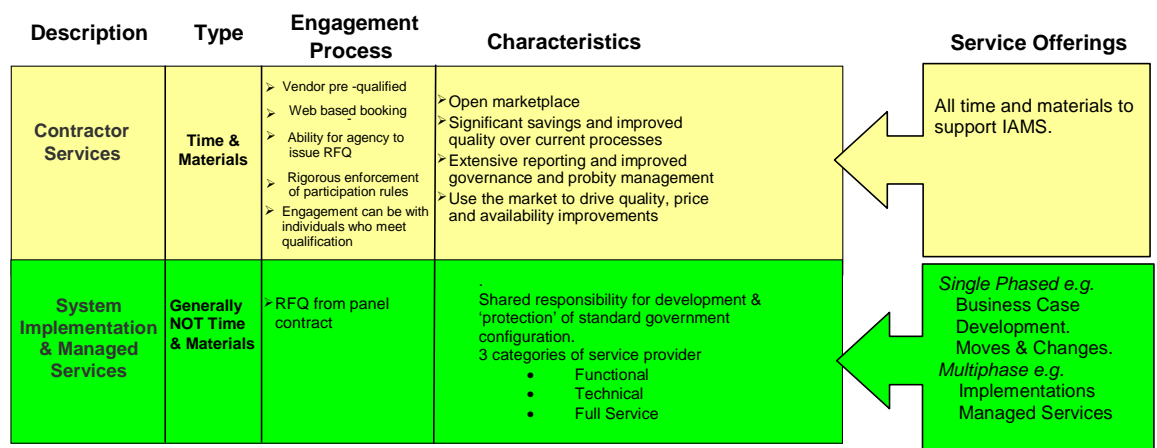 Description
Type
Engagement
Process
Characteristics
Service Offerings
Contractor
Services
Time &
Materials
➢ Vendor pre -qualified
➢ Web based booking
➢ Ability for agency to
issue RFQ
➢ Rigorous enforcement
of participation rules
➢ Engagement can be with
individuals who meet
qualification
➢Open marketplace
➢Significant savings and improved
quality over current processes
➢Extensive reporting and improved
governance and probity management
➢Use the market to drive quality, price
and availability improvements
All time and materials to
support IAMS.
System
Implementation
& Managed
Services
Generally
NOT Time
& Materials
➢RFQ from panel
contract
.
Shared responsibility for development &
‘protection’ of standard government
configuration.
3 categories of service provider
• Functional
• Technical
• Full Service
Single Phased e.g.
Business Case
Development.
Moves & Changes.
Multiphase e.g.
Implementations
Managed Services